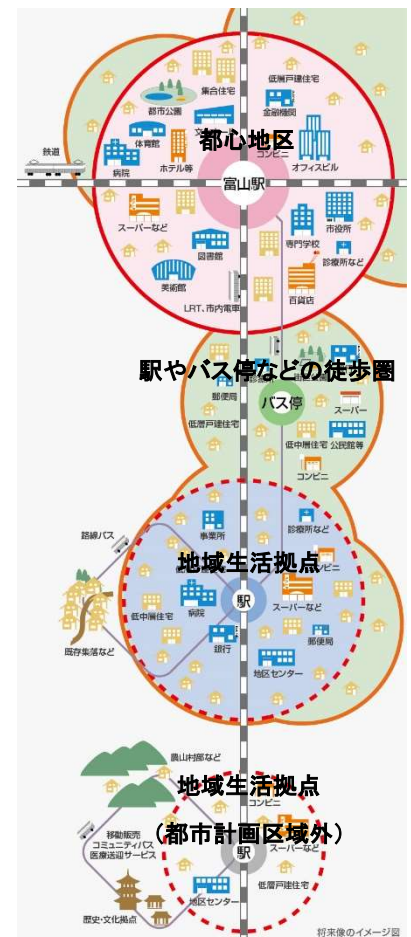 集合住宅
低層戸建住宅
都市公園
金融機関
体育館
都心地区
コンビニ
鉄道
病院
ホテル等
オフィスビル
富山駅
スーパーなど
市役所
図書館
専門学校
診療所など
美術館
百貨店
LRT、市内電車
駅やバス停などの徒歩圏
郵便局
バス停
スーパー
低層戸建住宅
低中層住宅
公民館等
コンビニ
路線バス
事業所
診療所など
地域生活拠点
低中層住宅
病院
駅
スーパーなど
既存集落など
銀行
郵便局
地区センター
農山村部など
地域生活拠点
コンビニ
(都市計画区域外)
移動販売
コミュニティバス
医療送迎サービス
駅
スーパーなど
低層戸建住宅
地区センター
歴史・文化拠点
将来像のイメージ図